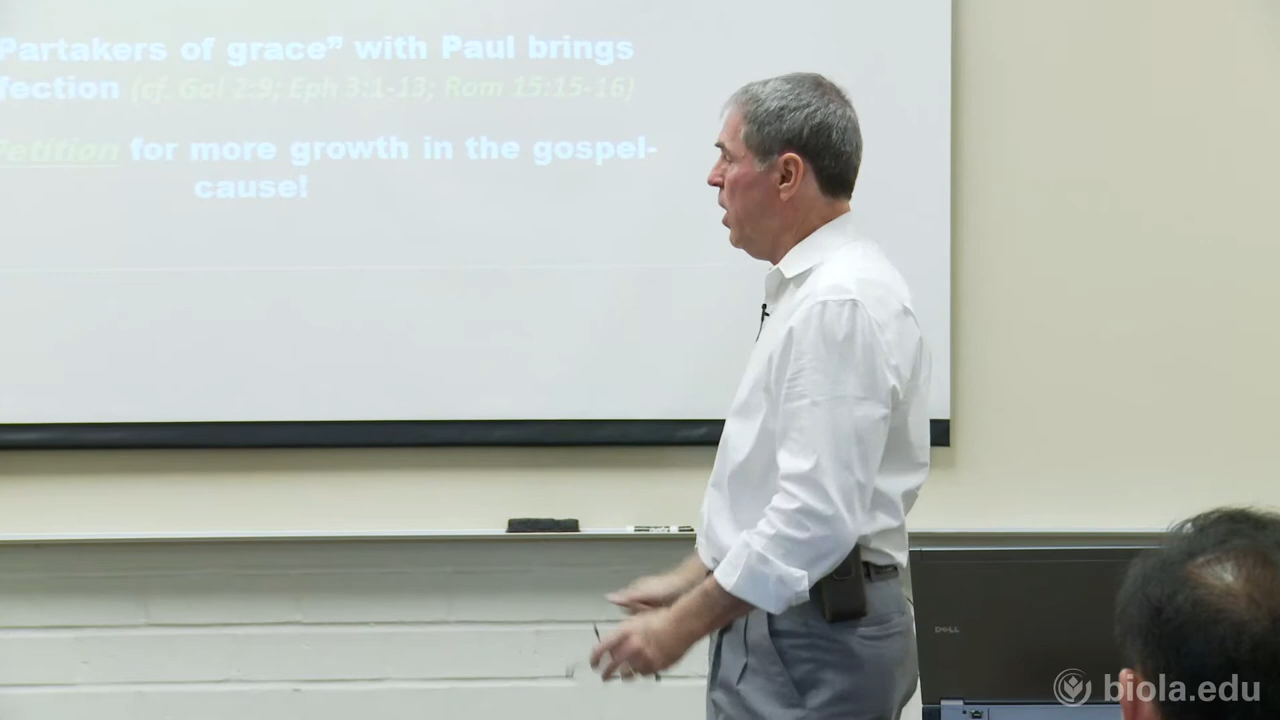 Partakers of grace” with Paul brings
fection (cf. Gal 2:9; Eph 3:1-13; Rom 15:15-16)
Petition for more growth in the gospel-
cause!
DELL
biola.edu